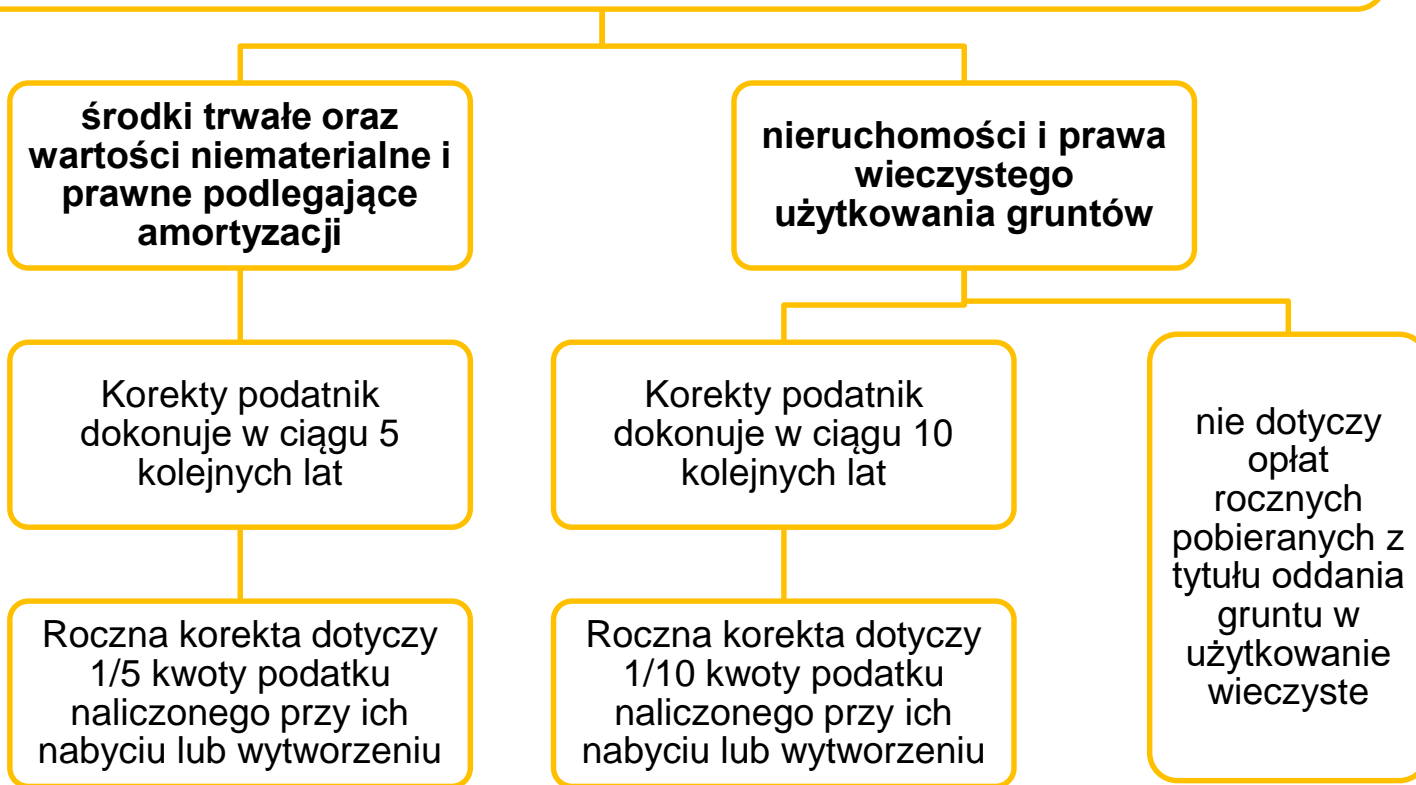 środki trwałe oraz
wartości niematerialne i
prawne podlegające
amortyzacji
nieruchomości i prawa
wieczystego
użytkowania gruntów
Korekty podatnik
dokonuje w ciągu 5
kolejnych lat
Korekty podatnik
dokonuje w ciągu 10
kolejnych lat
nie dotyczy
opłat
rocznych
pobieranych z
tytułu oddania
gruntu w
użytkowanie
wieczyste
Roczna korekta dotyczy
1/5 kwoty podatku
naliczonego przy ich
nabyciu lub wytworzeniu
Roczna korekta dotyczy
1/10 kwoty podatku
naliczonego przy ich
nabyciu lub wytworzeniu